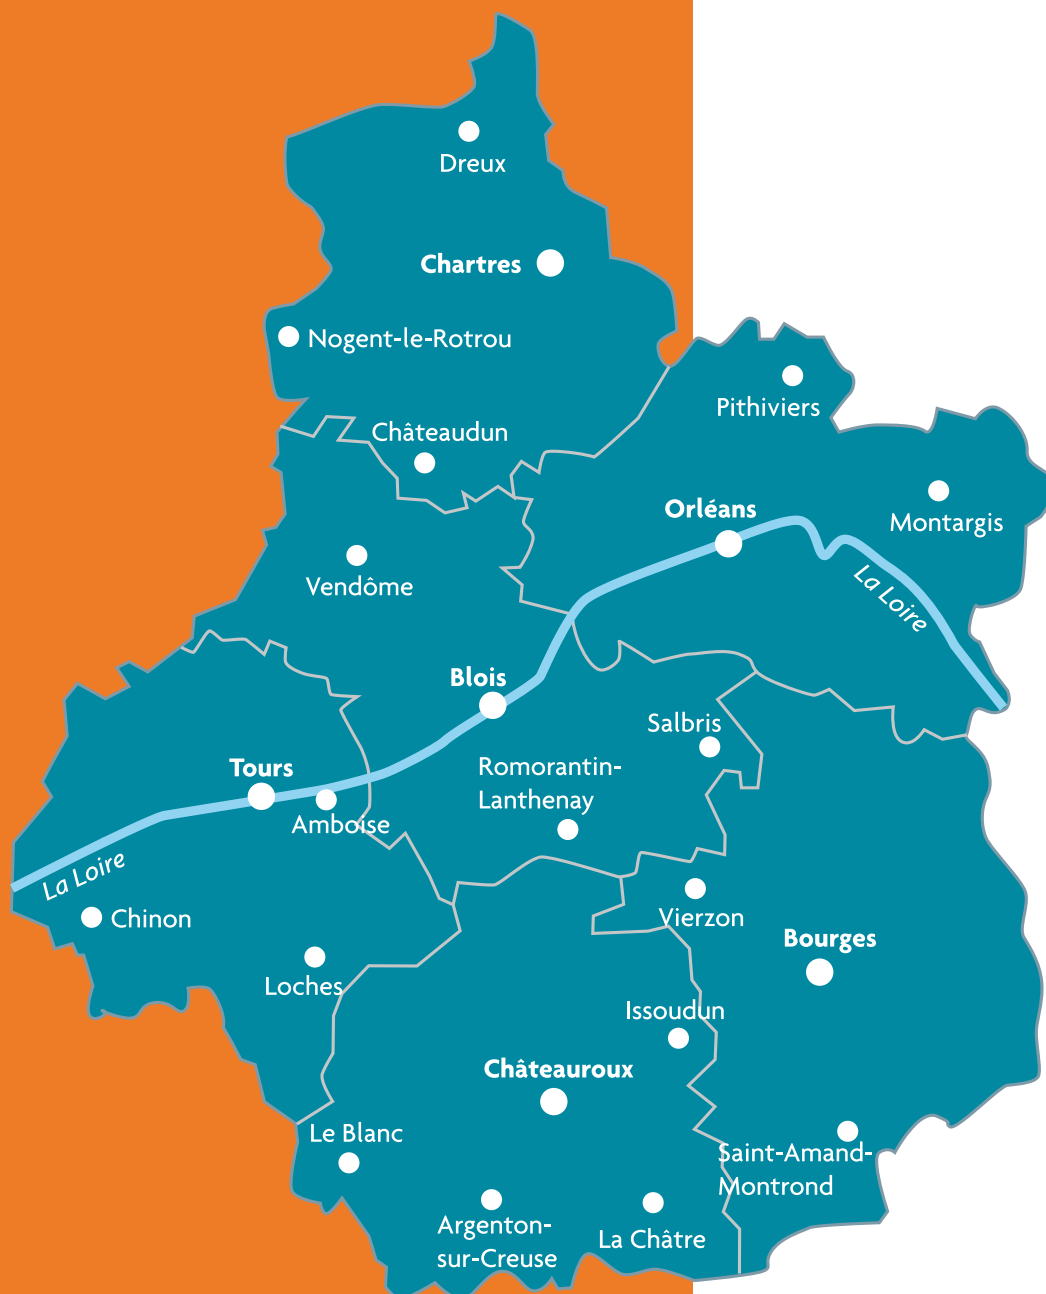 Dreux
Chartres
Nogent-le-Rotrou
Pithiviers
Châteaudun
Orléans
Montargis
Vendôme
La Loire
Blois
Salbris
Tours
Romorantin-
Lanthenay
Amboise
La Loire
Chinon
Vierzon
Bourges
Loches
Issoudun
Châteauroux
Le Blanc
Saint-Amand-
Montrond
Argenton-
sur-Creuse
La Châtre